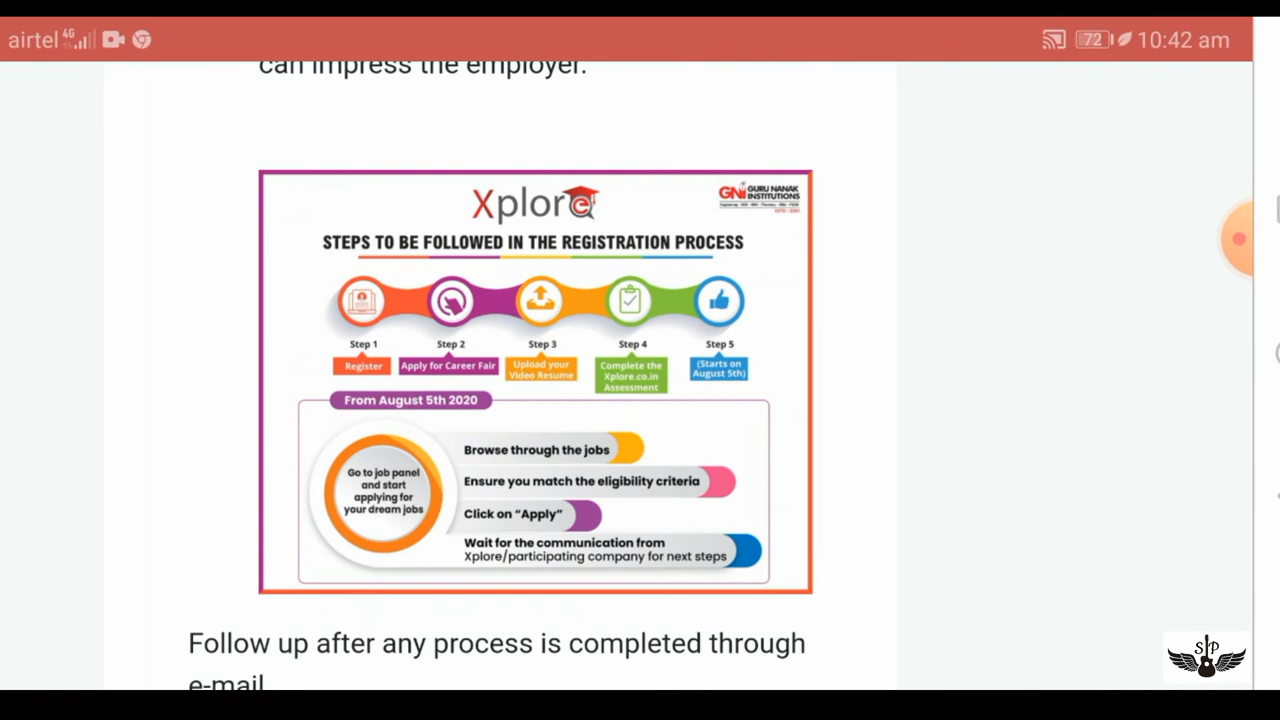 airtel 4G
72
10:42 am
can impress the employer.
Xplore
GNI GURU NANAK
INSTITUTIONS
STEPS TO BE FOLLOWED IN THE REGISTRATION PROCESS
Step 1
Step 2
Step 3
Step 4
Step 5
Register
Apply for Career Fair
Upload your
Video Resume
Complete the
Xplore.co.in
Assessment
(Starts on
August 5th)
From August 5th 2020
Go to job panel
and start
applying for
your dream jobs
Browse through the jobs
Ensure you match the eligibility criteria
Click on “Apply”
Wait for the communication from
Xplore/participating company for next steps
Follow up after any process is completed through
e-mail
SP